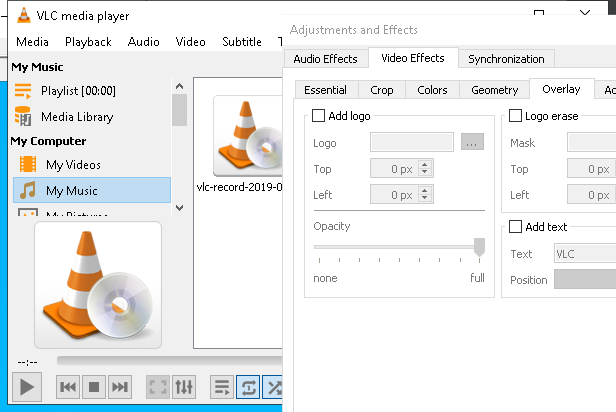 VLC media player
Media Playback Audio Video Subtitle
My Music
Playlist [00:00]
Media Library
My Computer
My Videos
My Music
My Pictures
vlc-record-2019-0
--:--
Adjustments and Effects
Audio Effects Video Effects Synchronization
Essential Crop Colors Geometry Overlay
Add logo
Logo ...
Top 0 px
Left 0 px
Opacity
none full
Logo erase
Mask
Top 0 px
Left 0 px
Add text
Text VLC
Position